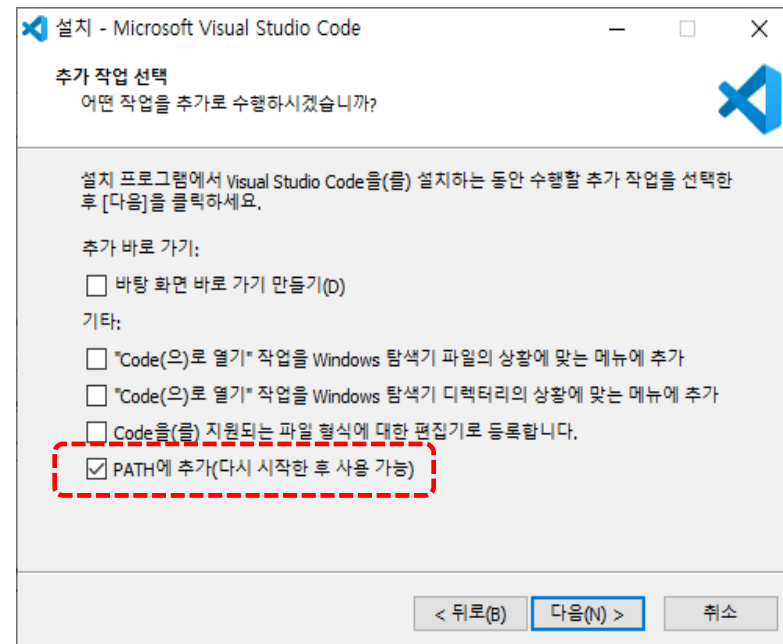 설치 - Microsoft Visual Studio Code
추가 작업 선택
어떤 작업을 추가로 수행하시겠습니까?
설치 프로그램에서 Visual Studio Code을(를) 설치하는 동안 수행할 추가 작업을 선택한
후 [다음]을 클릭하세요.
추가 바로 가기:
바탕 화면 바로 가기 만들기(D)
기타:
"Code(으)로 열기" 작업을 Windows 탐색기 파일의 상황에 맞는 메뉴에 추가
"Code(으)로 열기" 작업을 Windows 탐색기 디렉터리의 상황에 맞는 메뉴에 추가
Code을(를) 지원되는 파일 형식에 대한 편집기로 등록합니다.
PATH에 추가(다시 시작한 후 사용 가능)
< 뒤로(B) 다음(N) > 취소